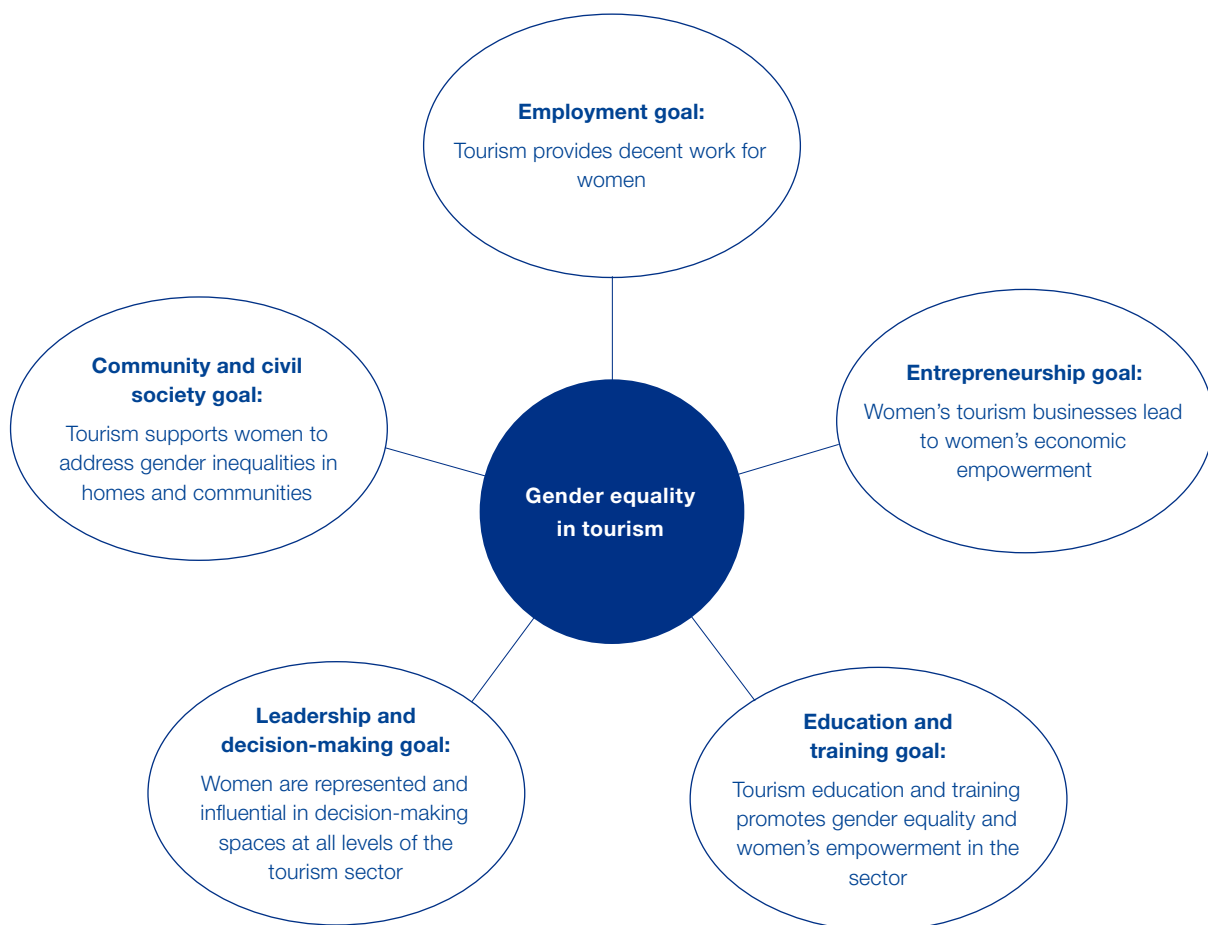 Employment goal:
Tourism provides decent work for
women
Community and civil
society goal:
Tourism supports women to
address gender inequalities in
homes and communities
Entrepreneurship goal:
Women’s tourism businesses lead
to women’s economic
empowerment
Gender equality
in tourism
Leadership and
decision-making goal:
Women are represented and
influential in decision-making
spaces at all levels of the
tourism sector
Education and
training goal:
Tourism education and training
promotes gender equality and
women’s empowerment in the
sector